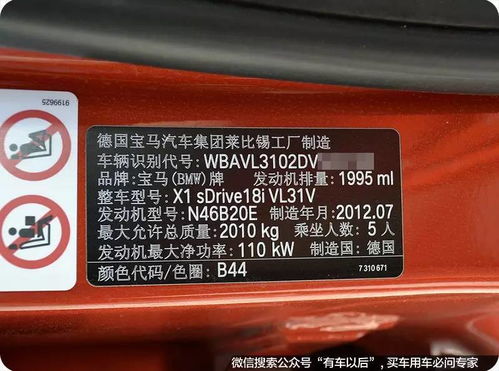 9199625
德国宝马汽车集团莱比锡工厂制造
车辆识别代号: WBAVL3102DV
品牌: 宝马(BMW)牌 发动机排量: 1995 ml
整车型号: X1 sDrive18i VL31V
发动机型号: N46B20E 制造年月: 2012.07
最大允许总质量: 2010 kg 乘坐人数: 5 人
发动机最大净功率: 110 kW 制造国: 德国
颜色代码/色圈: B44
7 310 671
微信搜索公众号“有车以后”, 买车用车必问专家